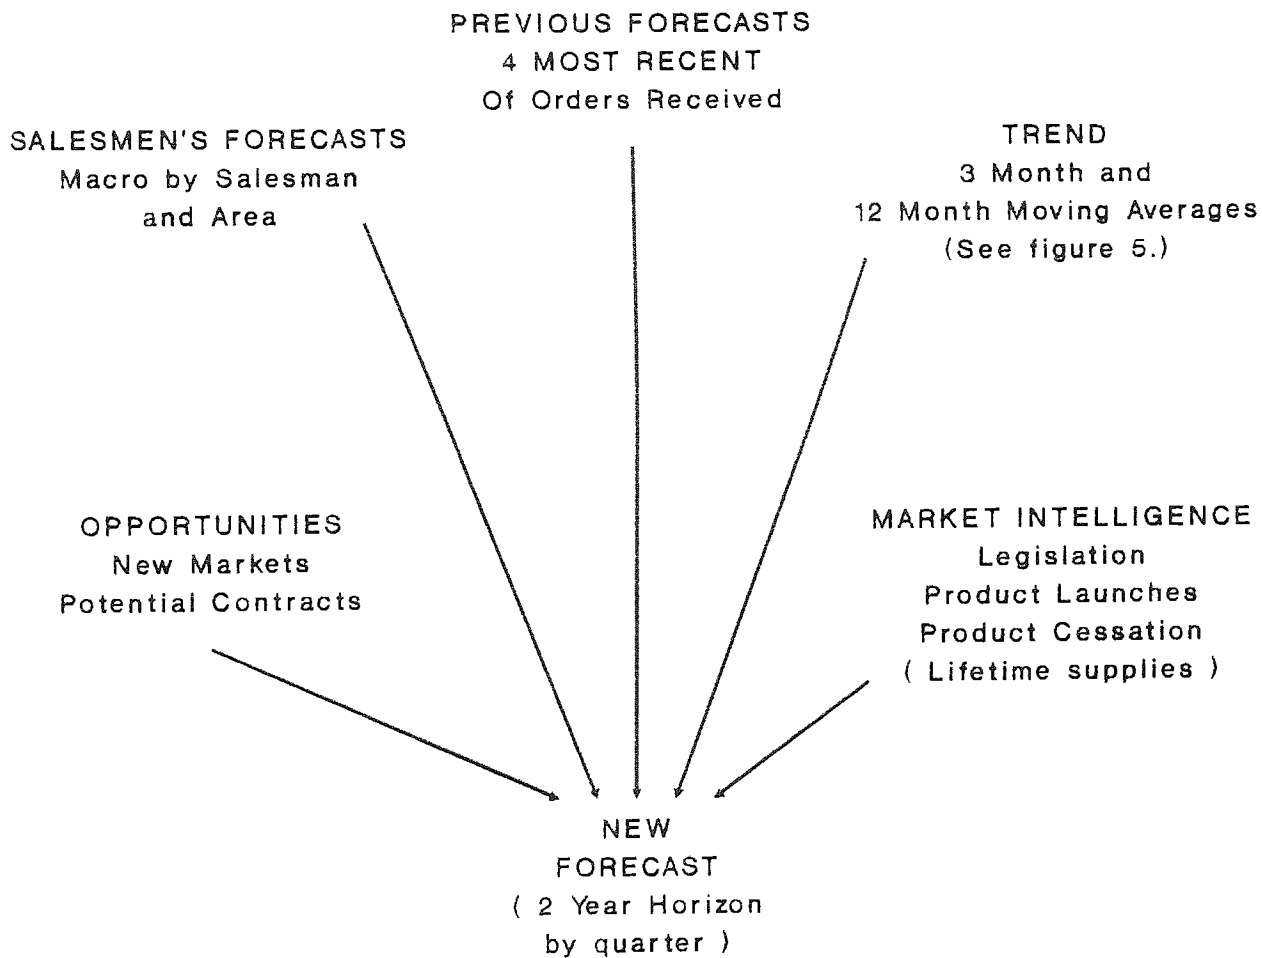 PREVIOUS FORECASTS
4 MOST RECENT
Of Orders Received
SALESMEN'S FORECASTS
Macro by Salesman
and Area
TREND
3 Month and
12 Month Moving Averages
(See figure 5.)
OPPORTUNITIES
New Markets
Potential Contracts
MARKET INTELLIGENCE
Legislation
Product Launches
Product Cessation
( Lifetime supplies )
NEW
FORECAST
( 2 Year Horizon
by quarter )